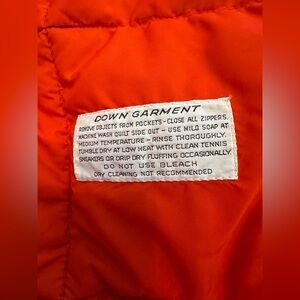 DOWN GARMENT
REMOVE OBJECTS FROM POCKETS - CLOSE ALL ZIPPERS.
MACHINE WASH QUILT SIDE OUT - USE MILD SOAP AT
MEDIUM TEMPERATURE - RINSE THOROUGHLY.
TUMBLE DRY AT LOW HEAT WITH CLEAN TENNIS
SNEAKERS OR DRIP DRY FLUFFING OCCASIONALLY.
DO NOT USE BLEACH
DRY CLEANING NOT RECOMMENDED